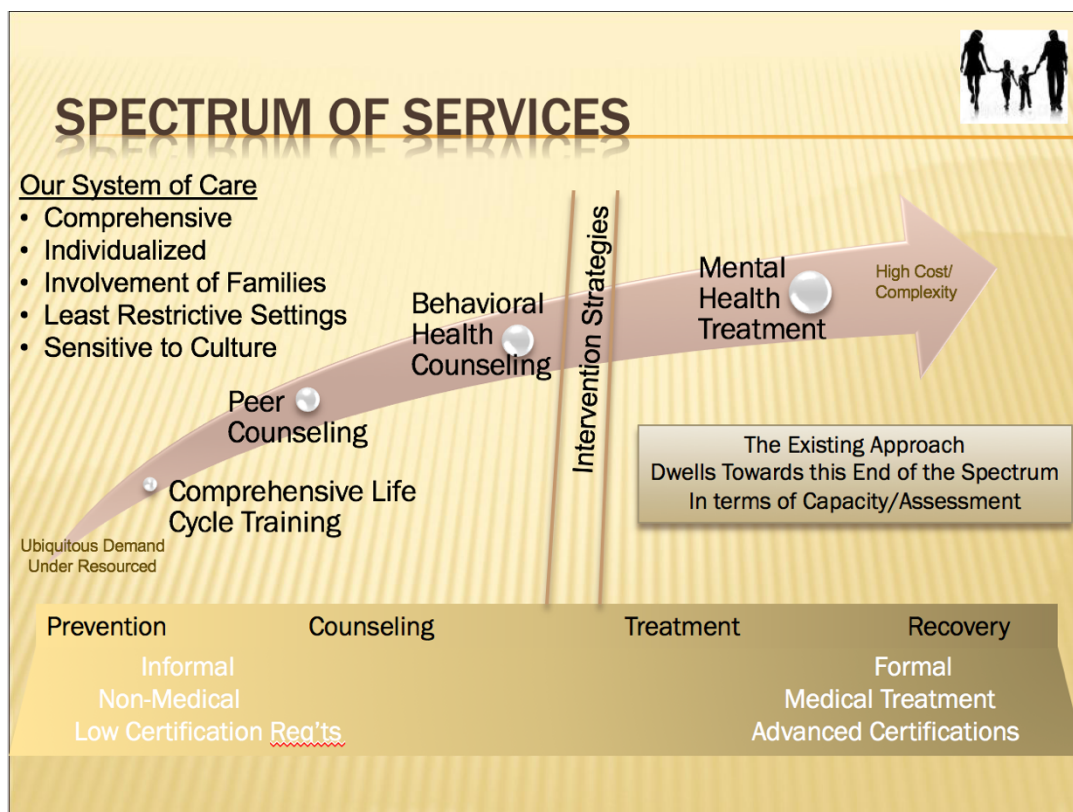 SPECTRUM OF SERVICES
Our System of Care
• Comprehensive
• Individualized
• Involvement of Families
• Least Restrictive Settings
• Sensitive to Culture
Comprehensive Life
Cycle Training
Peer
Counseling
Behavioral
Health
Counseling
Intervention Strategies
Mental
Health
Treatment
High Cost/
Complexity
Ubiquitous Demand
Under Resourced
The Existing Approach
Dwells Towards this End of the Spectrum
In terms of Capacity/Assessment
Prevention
Counseling
Treatment
Recovery
Informal
Non-Medical
Low Certification Req'ts
Formal
Medical Treatment
Advanced Certifications